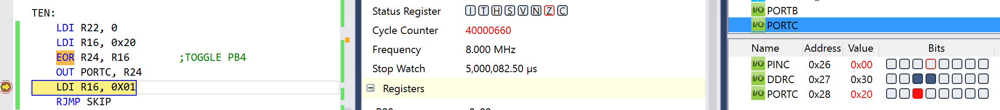 TEN:
LDI R22, 0
LDI R16, 0x20
EOR R24, R16 ;TOGGLE PB4
OUT PORTC, R24
LDI R16, 0X01
RJMP SKIP
Status Register I T H S V N Z C
Cycle Counter 40000660
Frequency 8.000 MHz
Stop Watch 5,000,082.50 µs
Registers
I/O PORTB
I/O PORTC
Name Address Value Bits
I/O PINC 0x26 0x00
I/O DDRC 0x27 0x30
I/O PORTC 0x28 0x20